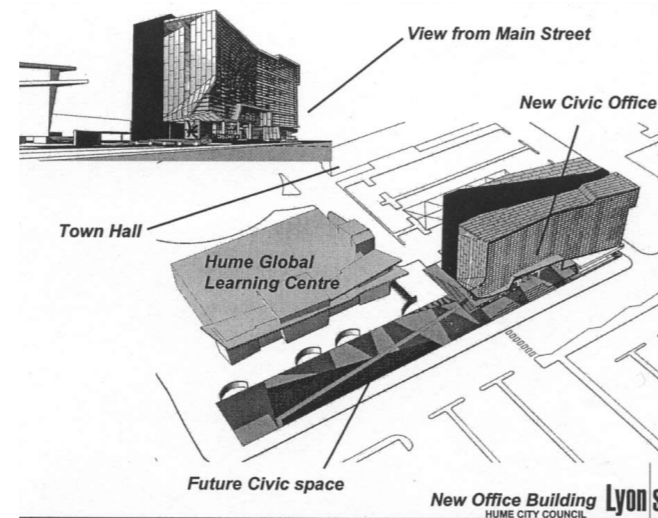 View from Main Street
New Civic Office
Town Hall
Hume Global
Learning Centre
Future Civic space
New Office Building
HUME CITY COUNCIL
Lyons